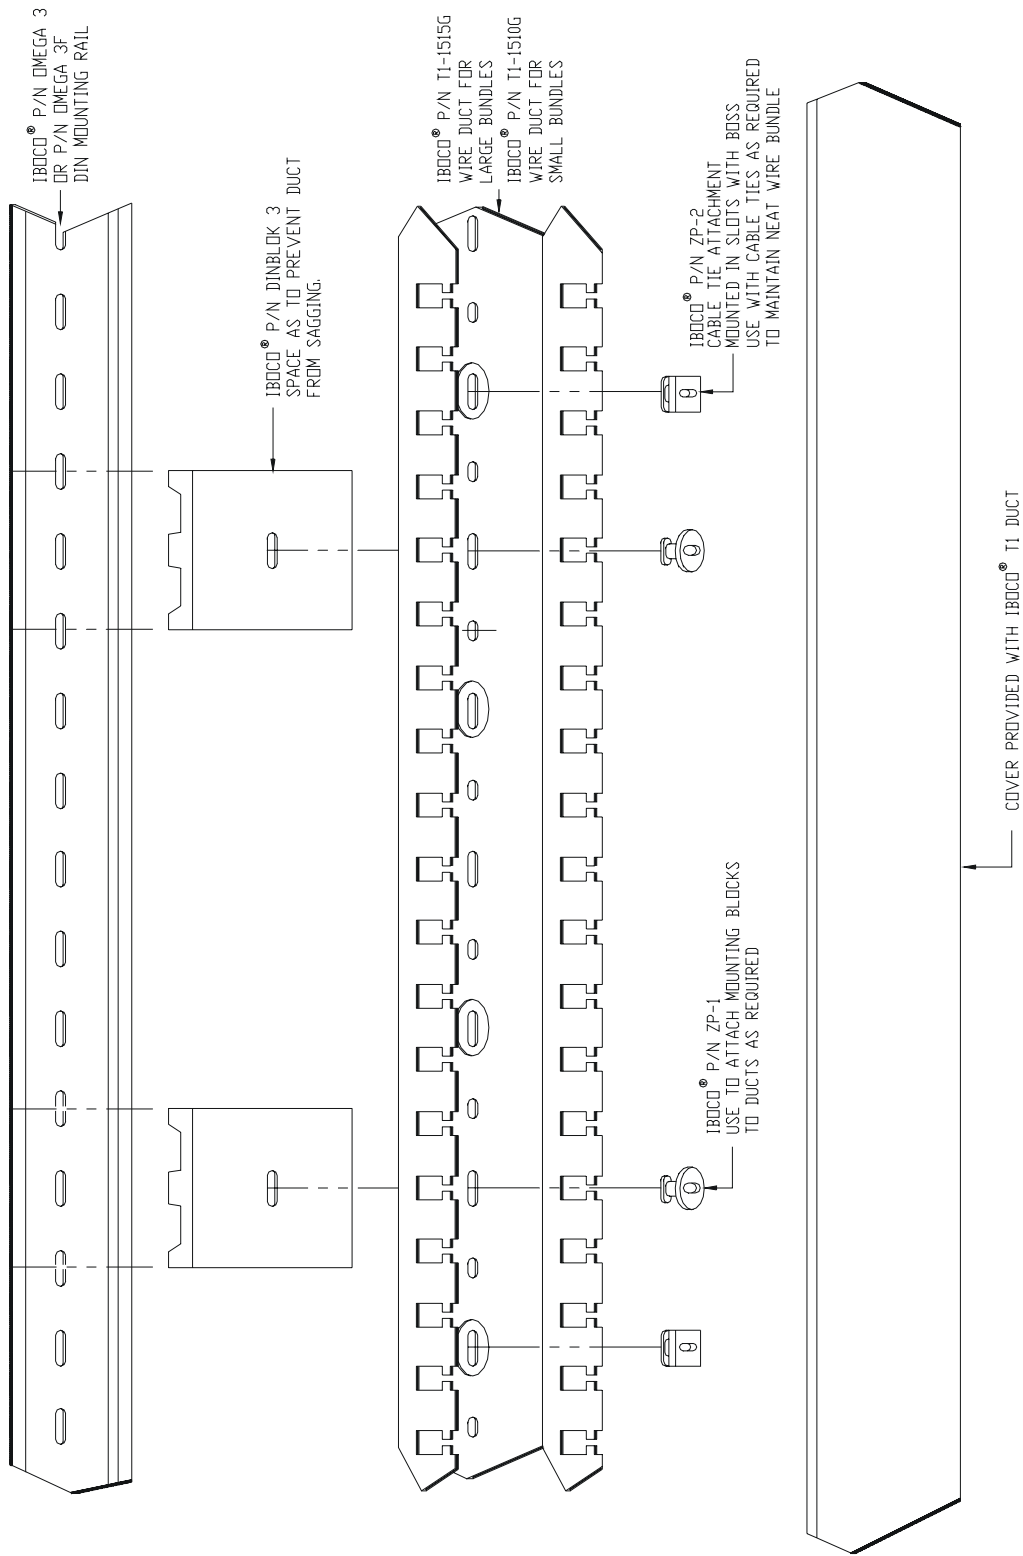 IBOCO® P/N OMEGA 3
OR P/N OMEGA 3F
DIN MOUNTING RAIL
IBOCO® P/N DINBLOK 3
SPACE AS TO PREVENT DUCT
FROM SAGGING.
IBOCO® P/N T1-1515G
WIRE DUCT FOR
LARGE BUNDLES
IBOCO® P/N T1-1510G
WIRE DUCT FOR
SMALL BUNDLES
IBOCO® P/N ZP-2
CABLE TIE ATTACHMENT
MOUNTED IN SLOTS WITH BOSS
USE WITH CABLE TIES AS REQUIRED
TO MAINTAIN NEAT WIRE BUNDLE
IBOCO® P/N ZP-1
USE TO ATTACH MOUNTING BLOCKS
TO DUCTS AS REQUIRED
COVER PROVIDED WITH IBOCO® T1 DUCT